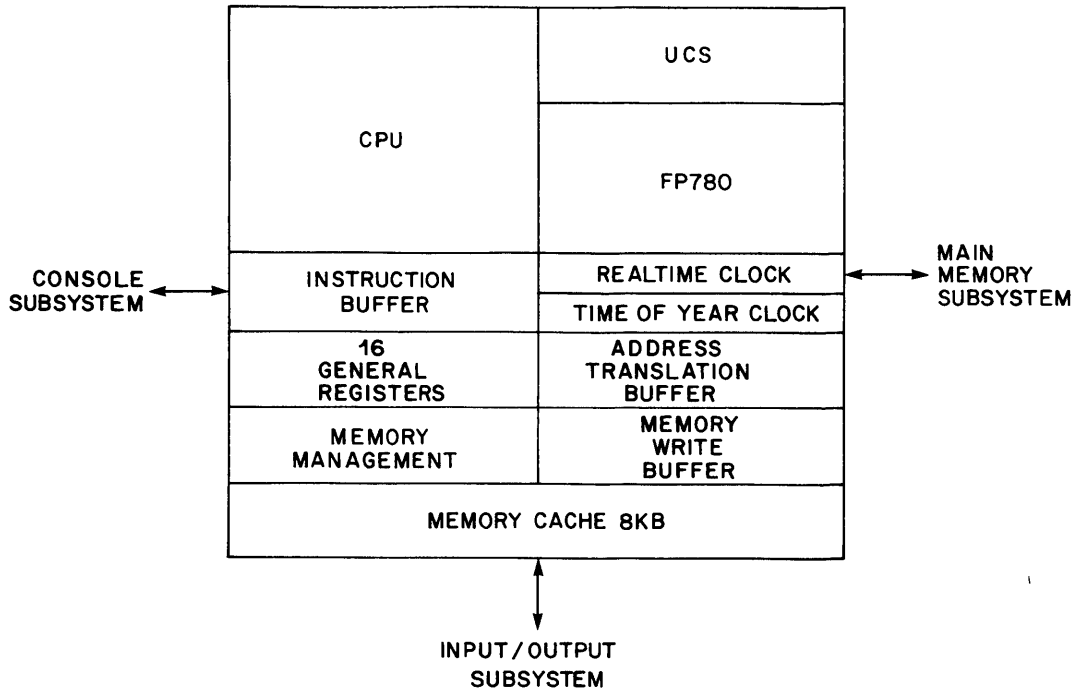 UCS
CPU
FP780
CONSOLE
SUBSYSTEM
INSTRUCTION
BUFFER
REALTIME CLOCK
TIME OF YEAR CLOCK
MAIN
MEMORY
SUBSYSTEM
16
GENERAL
REGISTERS
ADDRESS
TRANSLATION
BUFFER
MEMORY
MANAGEMENT
MEMORY
WRITE
BUFFER
MEMORY CACHE 8KB
INPUT/OUTPUT
SUBSYSTEM